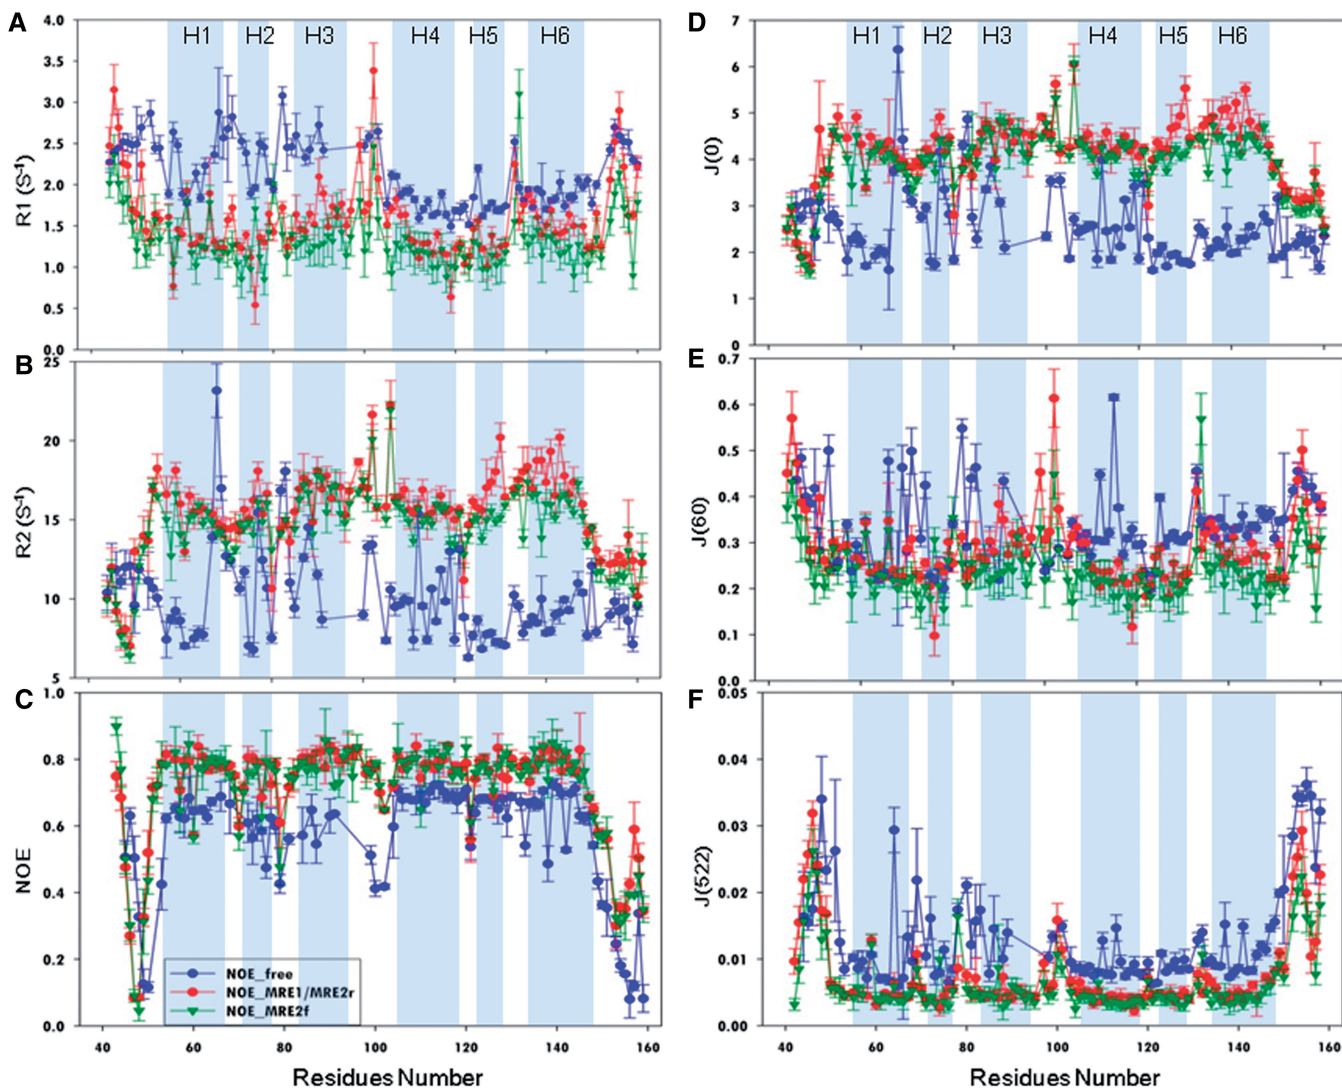 A
H1 H2 H3 H4 H5 H6
R1 (S⁻¹)
4.0
3.5
3.0
2.5
2.0
1.5
1.0
0.5
0.0
B
R2 (S⁻¹)
25
20
15
10
5
C
NOE
1.0
0.8
0.6
0.4
0.2
0.0
NOE_free
NOE_MRE1/MRE2r
NOE_MRE2f
40 60 80 100 120 140 160
Residues Number
D
H1 H2 H3 H4 H5 H6
J(0)
7
6
5
4
3
2
1
0
E
J(60)
0.7
0.6
0.5
0.4
0.3
0.2
0.1
0.0
F
J(522)
0.05
0.04
0.03
0.02
0.01
0.00
40 60 80 100 120 140 160
Residues Number